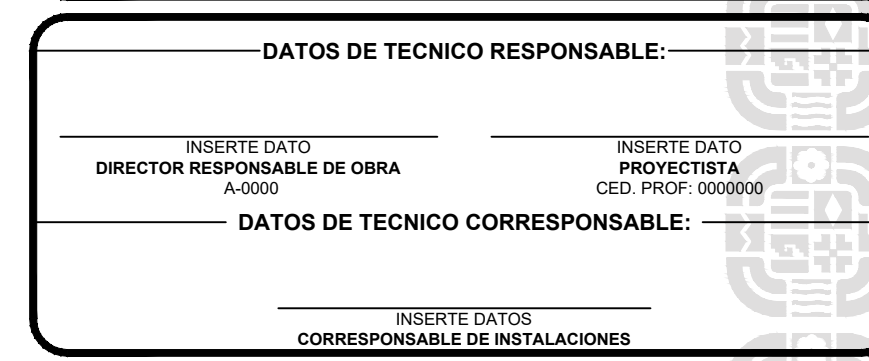 DATOS DE TECNICO RESPONSABLE:
INSERTE DATO
DIRECTOR RESPONSABLE DE OBRA
A-0000
INSERTE DATO
PROYECTISTA
CED. PROF: 0000000
DATOS DE TECNICO CORRESPONSABLE:
INSERTE DATOS
CORRESPONSABLE DE INSTALACIONES